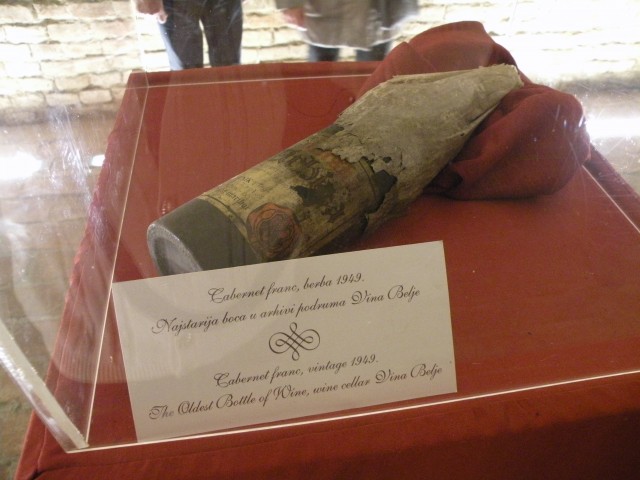 Cabernet franc, berba 1949.
Najstarija boca u arhivi podruma Vina Belje
Cabernet franc, vintage 1949.
The Oldest Bottle of Wine, wine cellar Vina Belje